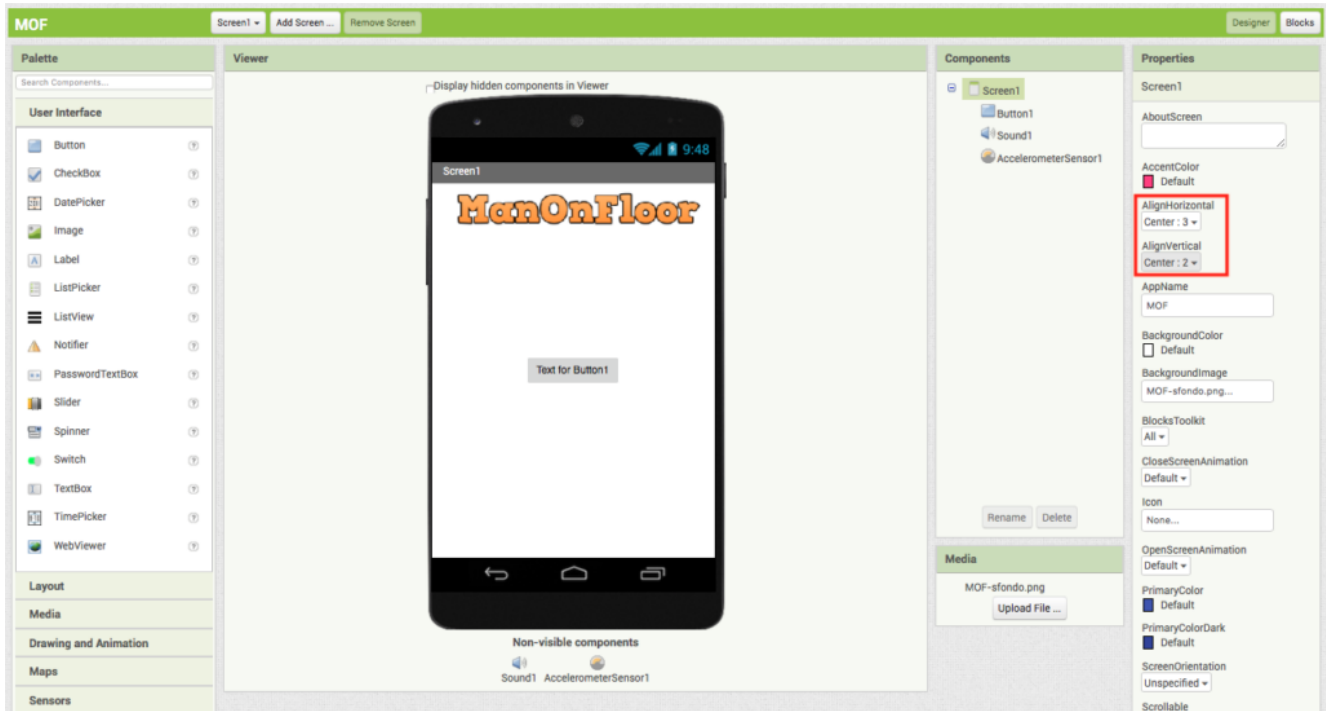 MOF
Screen1
Add Screen ...
Remove Screen
Designer
Blocks
Palette
Search Components...
User Interface
Button
CheckBox
DatePicker
Image
Label
ListPicker
ListView
Notifier
PasswordTextBox
Slider
Spinner
Switch
TextBox
TimePicker
WebViewer
Layout
Media
Drawing and Animation
Maps
Sensors
Viewer
Display hidden components in Viewer
9:48
Screen1
ManOnFloor
Text for Button1
Non-visible components
Sound1
AccelerometerSensor1
Components
Screen1
Button1
Sound1
AccelerometerSensor1
Rename
Delete
Media
MOF-sfondo.png
Upload File ...
Properties
Screen1
AboutScreen
AccentColor
Default
AlignHorizontal
Center : 3
AlignVertical
Center : 2
AppName
MOF
BackgroundColor
Default
BackgroundImage
MOF-sfondo.png...
BlocksToolkit
All
CloseScreenAnimation
Default
Icon
None...
OpenScreenAnimation
Default
PrimaryColor
Default
PrimaryColorDark
Default
ScreenOrientation
Unspecified
Scrollable